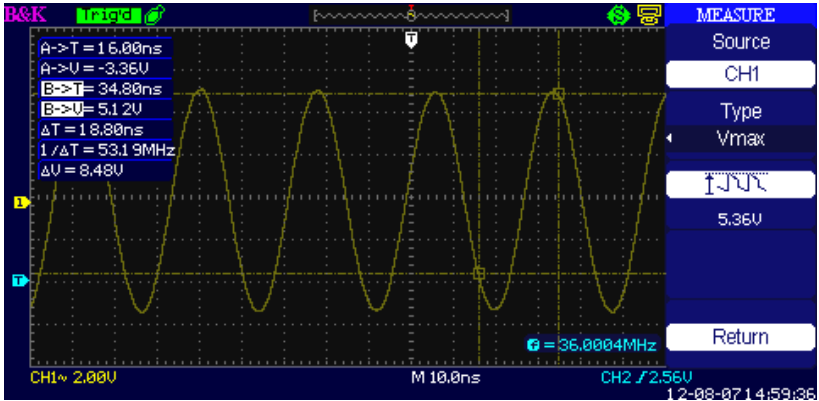 B&K Trig'd S MEASURE
T Source
A->T=16.00ns
A->V=-3.36V CH1
B->T=34.80ns
B->V=5.12V Type
ΔT=18.80ns Vmax
1/ΔT=53.19MHz
ΔV=8.48V
1 5.36V
T
f=36.0004MHz Return
CH1~ 2.00V M 10.0ns CH2 / 2.56V
12-08-07 14:59:36